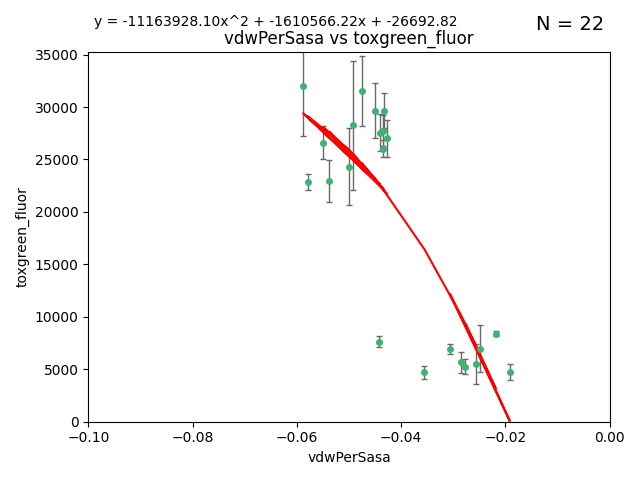 y = -11163928.10x^2 + -1610566.22x + -26692.82
N = 22
vdwPerSasa vs toxgreen_fluor
35000
30000
25000
20000
15000
10000
5000
0
toxgreen_fluor
−0.10
−0.08
−0.06
−0.04
−0.02
0.00
vdwPerSasa